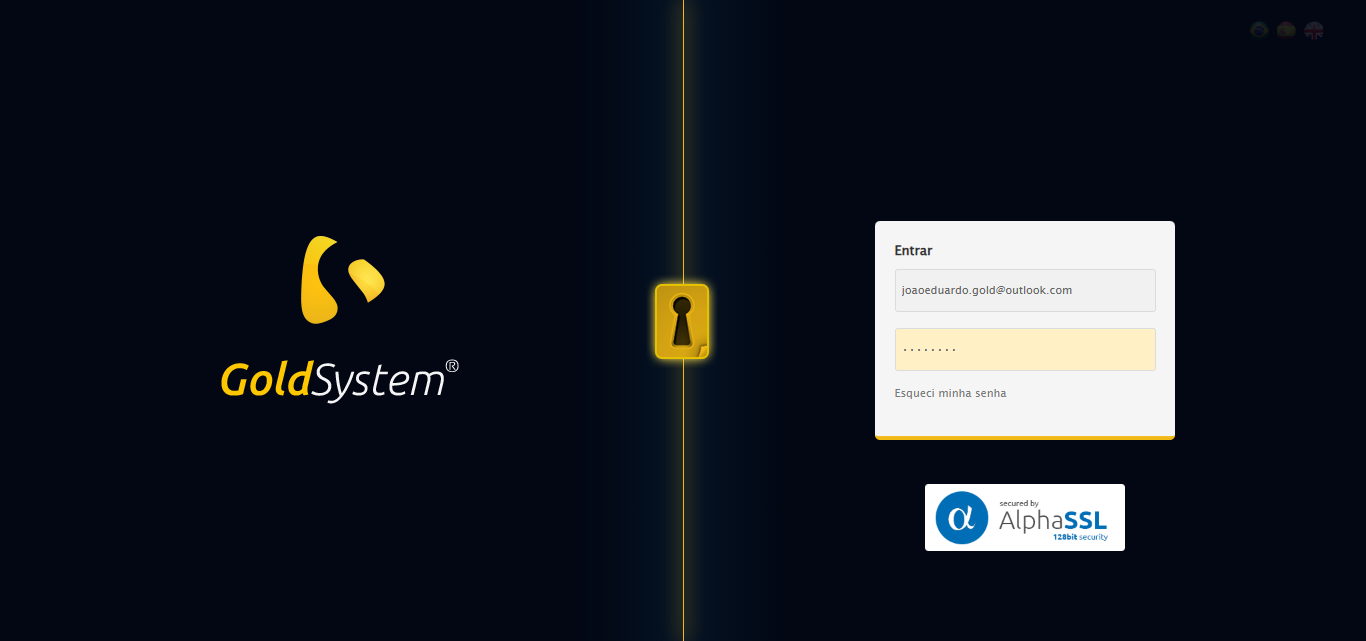 GoldSystem®
Entrar
joaoeduardo.gold@outlook.com
........
Esqueci minha senha
α
secured by
AlphaSSL
128bit security